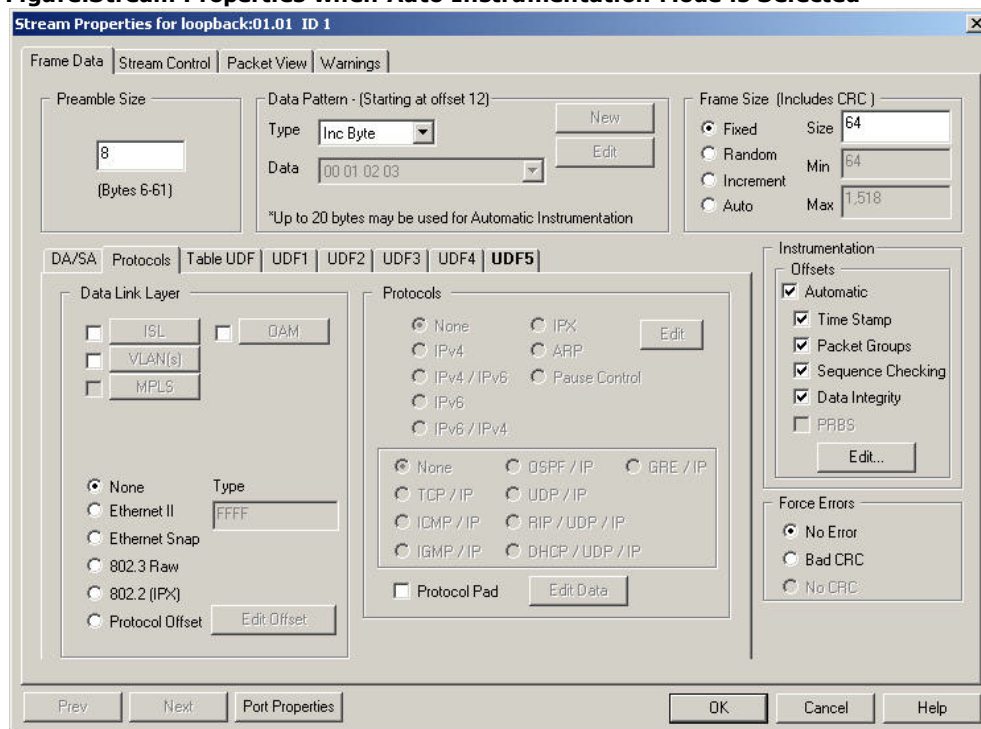 Figure:Stream Properties when Auto Instrumentation Mode is Selected
Stream Properties for loopback:01.01 ID 1
Frame Data Stream Control Packet View Warnings
Preamble Size
8
(Bytes 6-61)
Data Pattern - (Starting at offset 12)
Type Inc Byte
New
Data 00 01 02 03
Edit
*Up to 20 bytes may be used for Automatic Instrumentation
Frame Size (Includes CRC )
Fixed Size 64
Random Min 64
Increment
Auto Max 1,518
DA/SA Protocols Table UDF UDF1 UDF2 UDF3 UDF4 UDF5
Data Link Layer
ISL OAM
VLAN(s)
MPLS
None Type
Ethernet II FFFF
Ethernet Snap
802.3 Raw
802.2 (IPX)
Protocol Offset Edit Offset
Protocols
None IPX Edit
IPv4 ARP
IPv4 / IPv6 Pause Control
IPv6
IPv6 / IPv4
None OSPF / IP GRE / IP
TCP / IP UDP / IP
ICMP / IP RIP / UDP / IP
IGMP / IP DHCP / UDP / IP
Protocol Pad Edit Data
Instrumentation
Offsets
Automatic
Time Stamp
Packet Groups
Sequence Checking
Data Integrity
PRBS
Edit...
Force Errors
No Error
Bad CRC
No CRC
Prev Next Port Properties OK Cancel Help